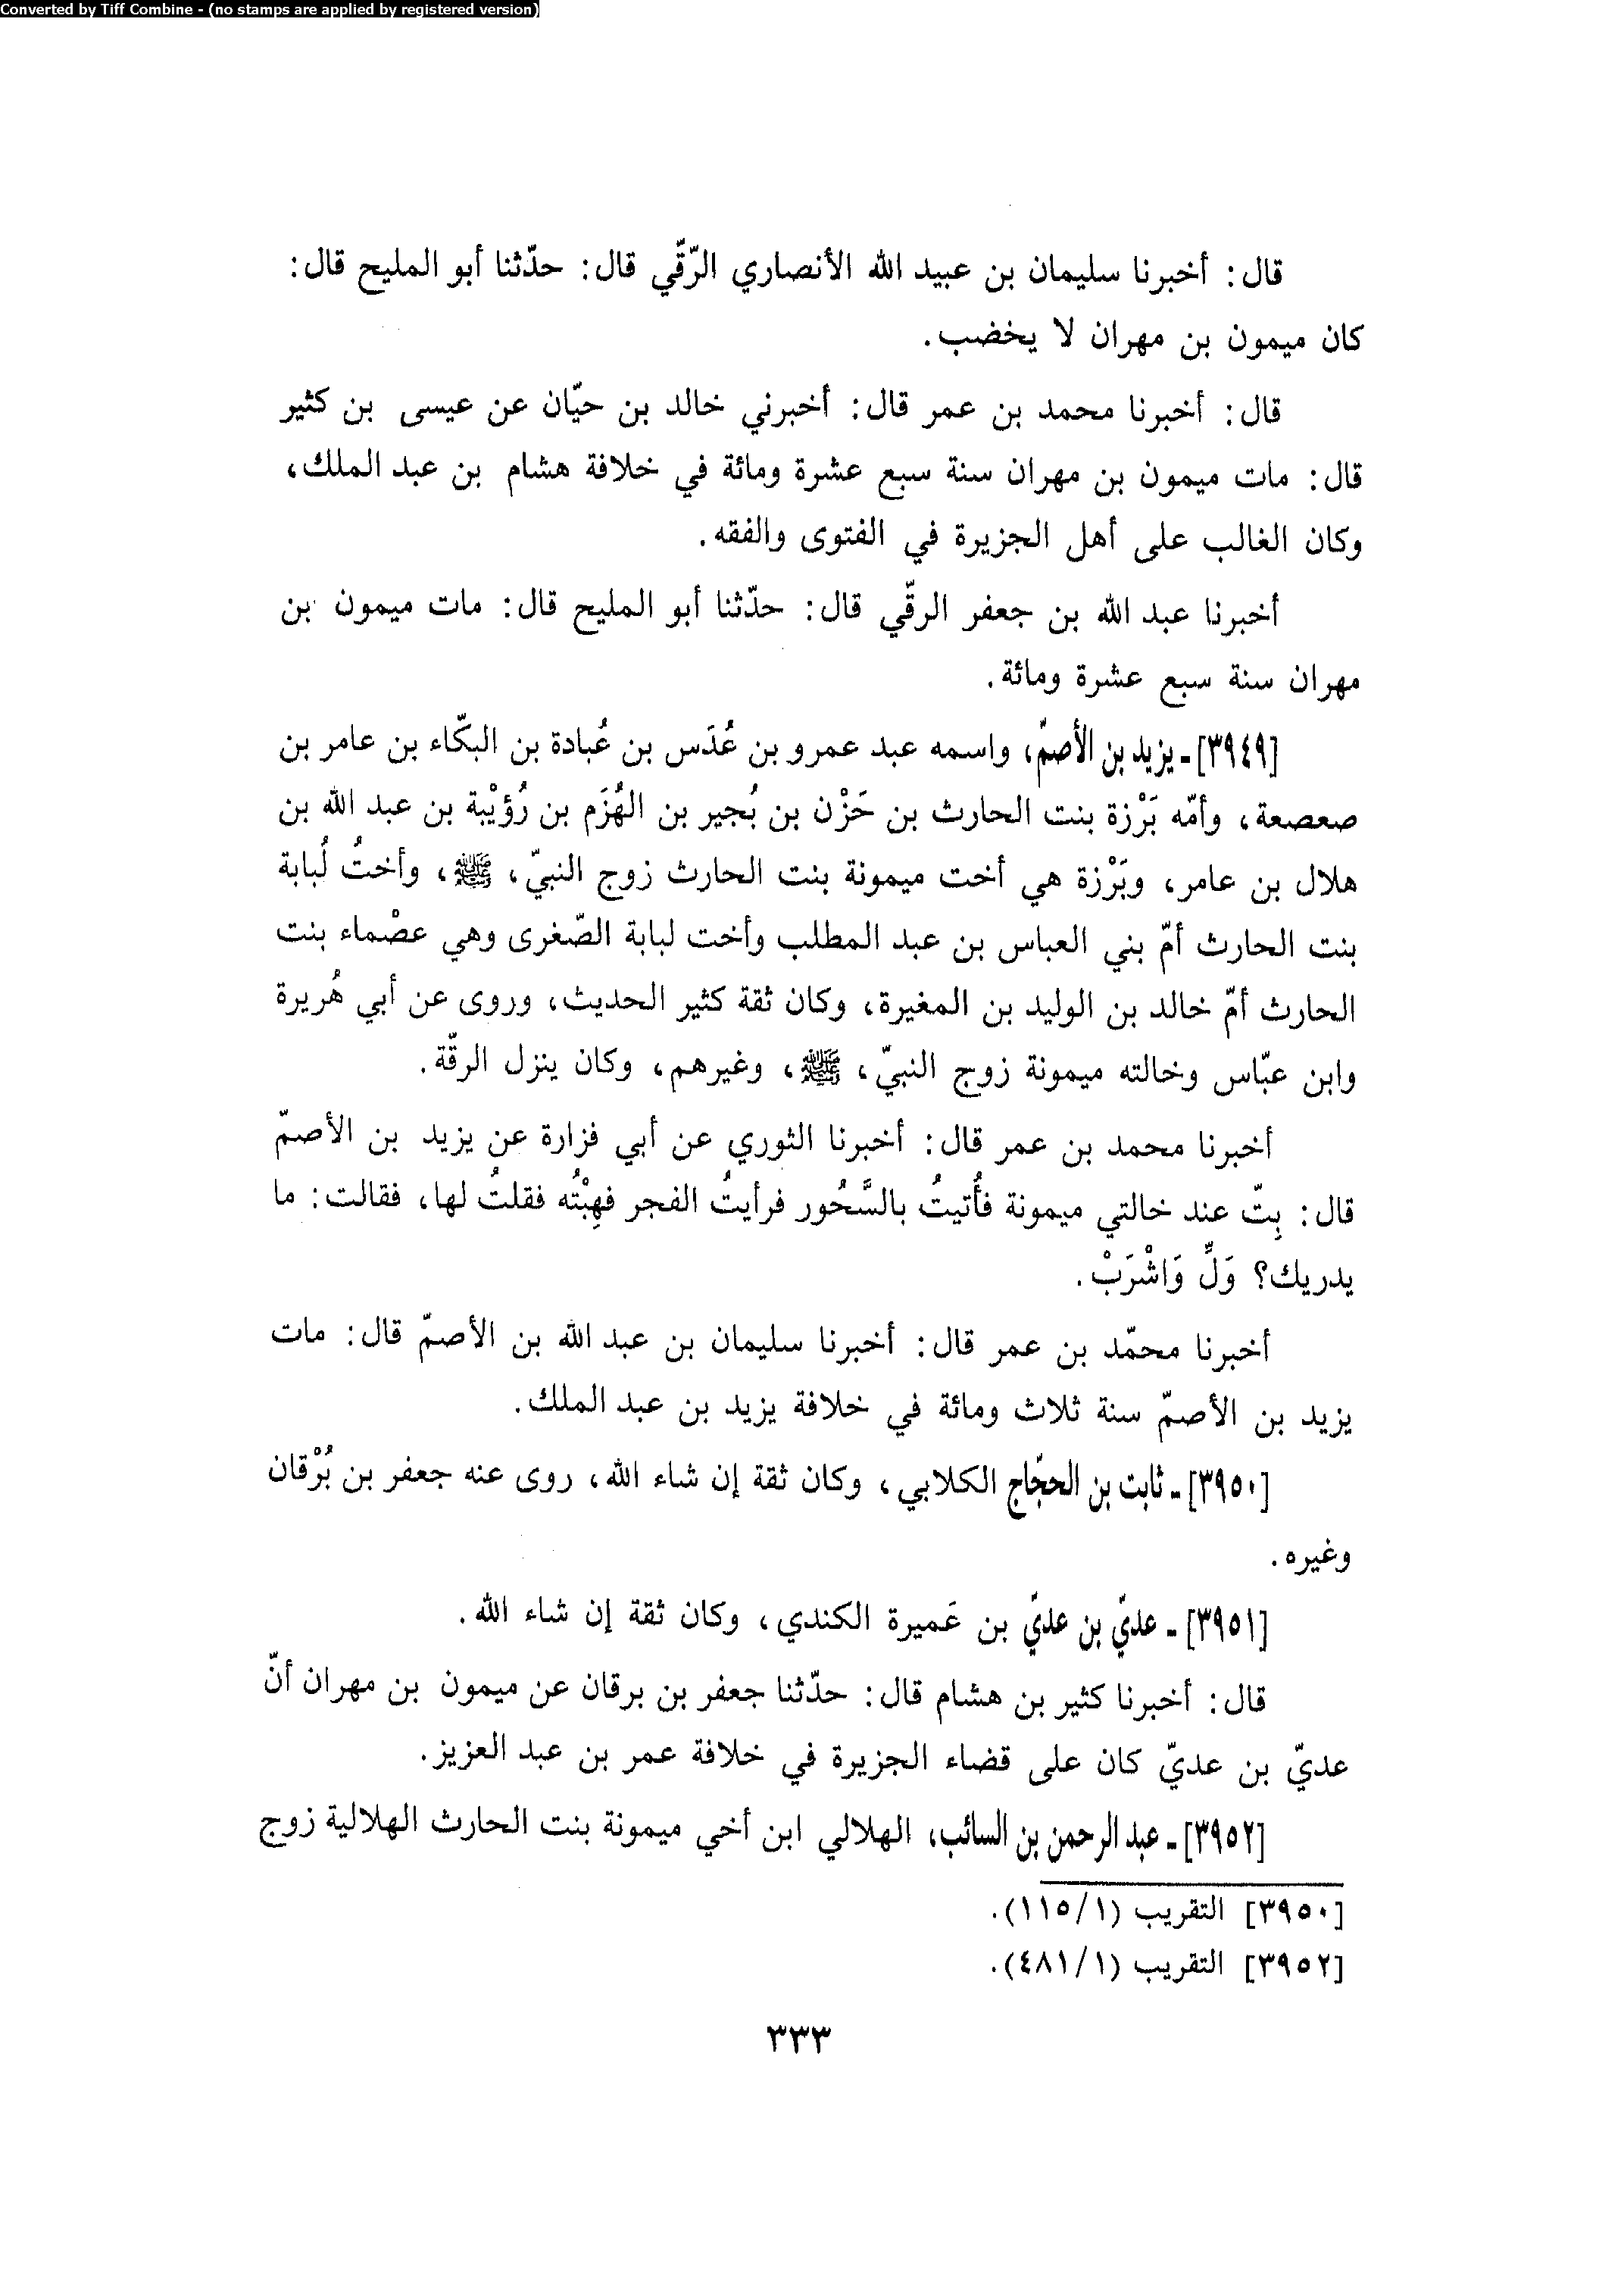 Converted by Tiff Combine - (no stamps are applied by registered version)
قال: أخبرنا سليمان بن عبيد الله الأنصاري الرّقّي قال: حدّثنا أبو المليح قال:
كان ميمون بن مهران لا يخضب.
قال: أخبرنا محمد بن عمر قال: أخبرني خالد بن حيّان عن عيسى بن كثير
قال: مات ميمون بن مهران سنة سبع عشرة ومائة في خلافة هشام بن عبد الملك،
وكان الغالب على أهل الجزيرة في الفتوى والفقه.
أخبرنا عبد الله بن جعفر الرقّي قال: حدّثنا أبو المليح قال: مات ميمون بن
مهران سنة سبع عشرة ومائة.
[٣٩٤٩] ـ يزيد بن الأصمّ، واسمه عبد عمرو بن عُدَس بن عُبادة بن البكّاء بن عامر بن
صعصعة، وأمّه بَرْزة بنت الحارث بن حَزْن بن بُجير بن الهُزَم بن رُؤيْبة بن عبد الله بن
هلال بن عامر، وبَرْزة هي أخت ميمونة بنت الحارث زوج النبيّ، ﷺ، وأختُ لُبابة
بنت الحارث أمّ بني العباس بن عبد المطلب وأخت لبابة الصّغرى وهي عصْماء بنت
الحارث أمّ خالد بن الوليد بن المغيرة، وكان ثقة كثير الحديث، وروى عن أبي هُريرة
وابن عبّاس وخالته ميمونة زوج النبيّ، ﷺ، وغيرهم، وكان ينزل الرقّة.
أخبرنا محمد بن عمر قال: أخبرنا الثوري عن أبي فزارة عن يزيد بن الأصمّ
قال: بِتّ عند خالتي ميمونة فأُتيتُ بالسَّحُور فرأيتُ الفجر فهِبْتُه فقلتُ لها، فقالت: ما
يدريك؟ وَلِّ وَاشْرَبْ.
أخبرنا محمّد بن عمر قال: أخبرنا سليمان بن عبد الله بن الأصمّ قال: مات
يزيد بن الأصمّ سنة ثلاث ومائة في خلافة يزيد بن عبد الملك.
[٣٩٥٠] ـ ثابت بن الحجّاج الكلابي، وكان ثقة إن شاء الله، روى عنه جعفر بن بُرْقان
وغيره.
[٣٩٥١] ـ عديّ بن عديّ بن عَميرة الكندي، وكان ثقة إن شاء الله.
قال: أخبرنا كثير بن هشام قال: حدّثنا جعفر بن برقان عن ميمون بن مهران أنّ
عديّ بن عديّ كان على قضاء الجزيرة في خلافة عمر بن عبد العزيز.
[٣٩٥٢] ـ عبد الرحمن بن السائب، الهلالي ابن أخي ميمونة بنت الحارث الهلالية زوج
[٣٩٥٠] التقريب (١١٥/١).
[٣٩٥٢] التقريب (٤٨١/١).
٣٣٣